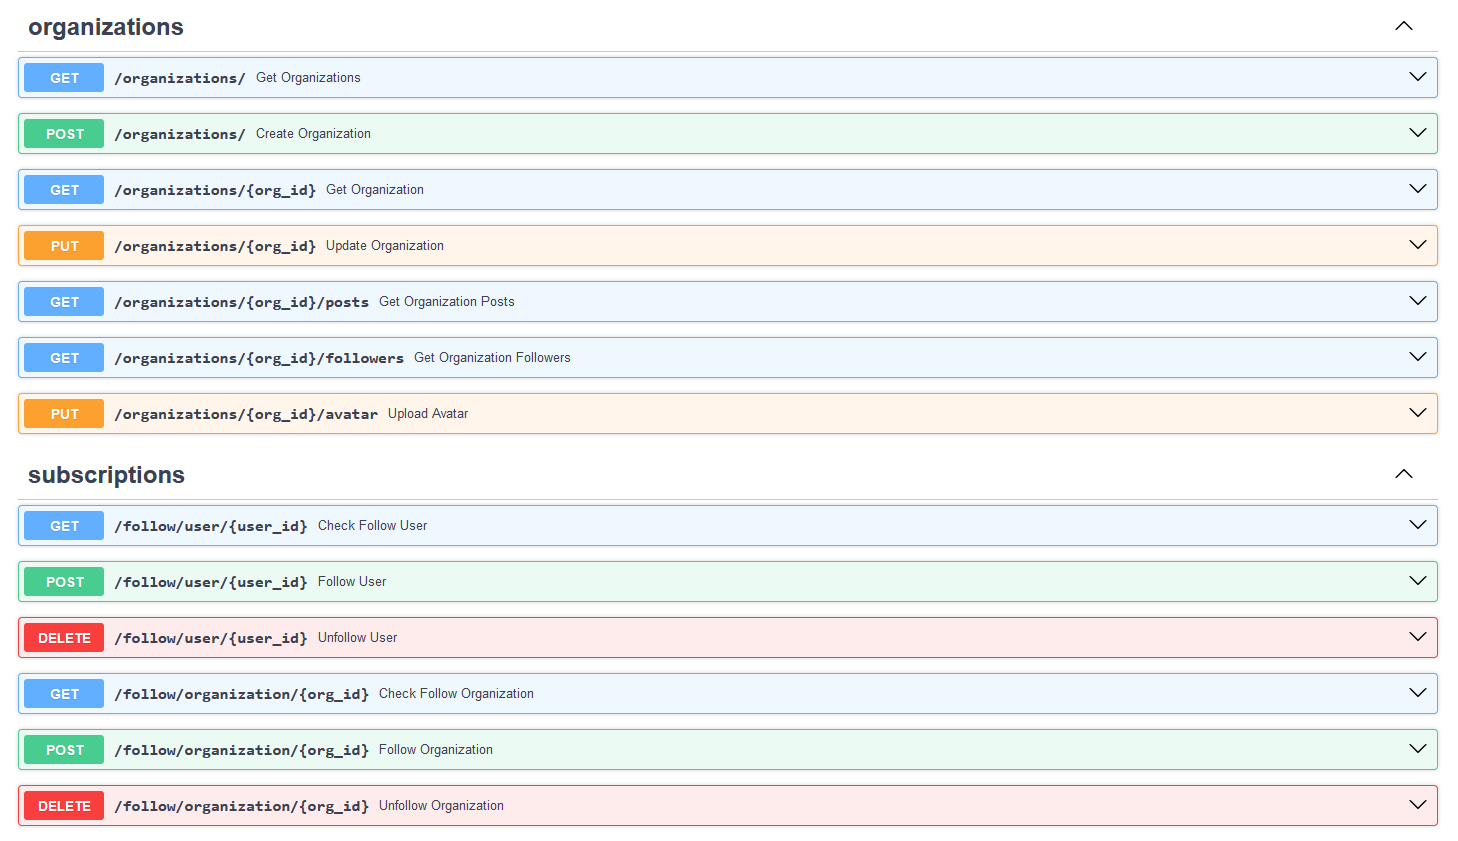 organizations
GET /organizations/ Get Organizations
POST /organizations/ Create Organization
GET /organizations/{org_id} Get Organization
PUT /organizations/{org_id} Update Organization
GET /organizations/{org_id}/posts Get Organization Posts
GET /organizations/{org_id}/followers Get Organization Followers
PUT /organizations/{org_id}/avatar Upload Avatar
subscriptions
GET /follow/user/{user_id} Check Follow User
POST /follow/user/{user_id} Follow User
DELETE /follow/user/{user_id} Unfollow User
GET /follow/organization/{org_id} Check Follow Organization
POST /follow/organization/{org_id} Follow Organization
DELETE /follow/organization/{org_id} Unfollow Organization